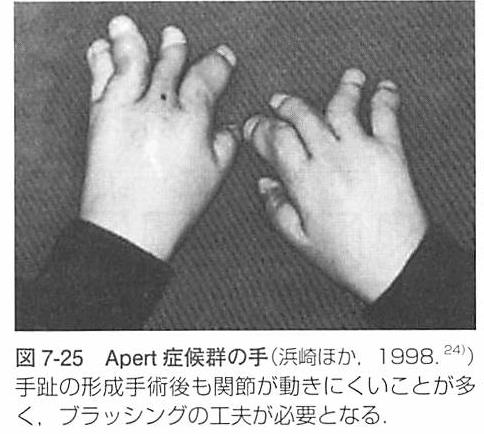 図 7-25　Apert 症候群の手(浜崎ほか，1998.24))
手趾の形成手術後も関節が動きにくいことが多
く，ブラッシングの工夫が必要となる．